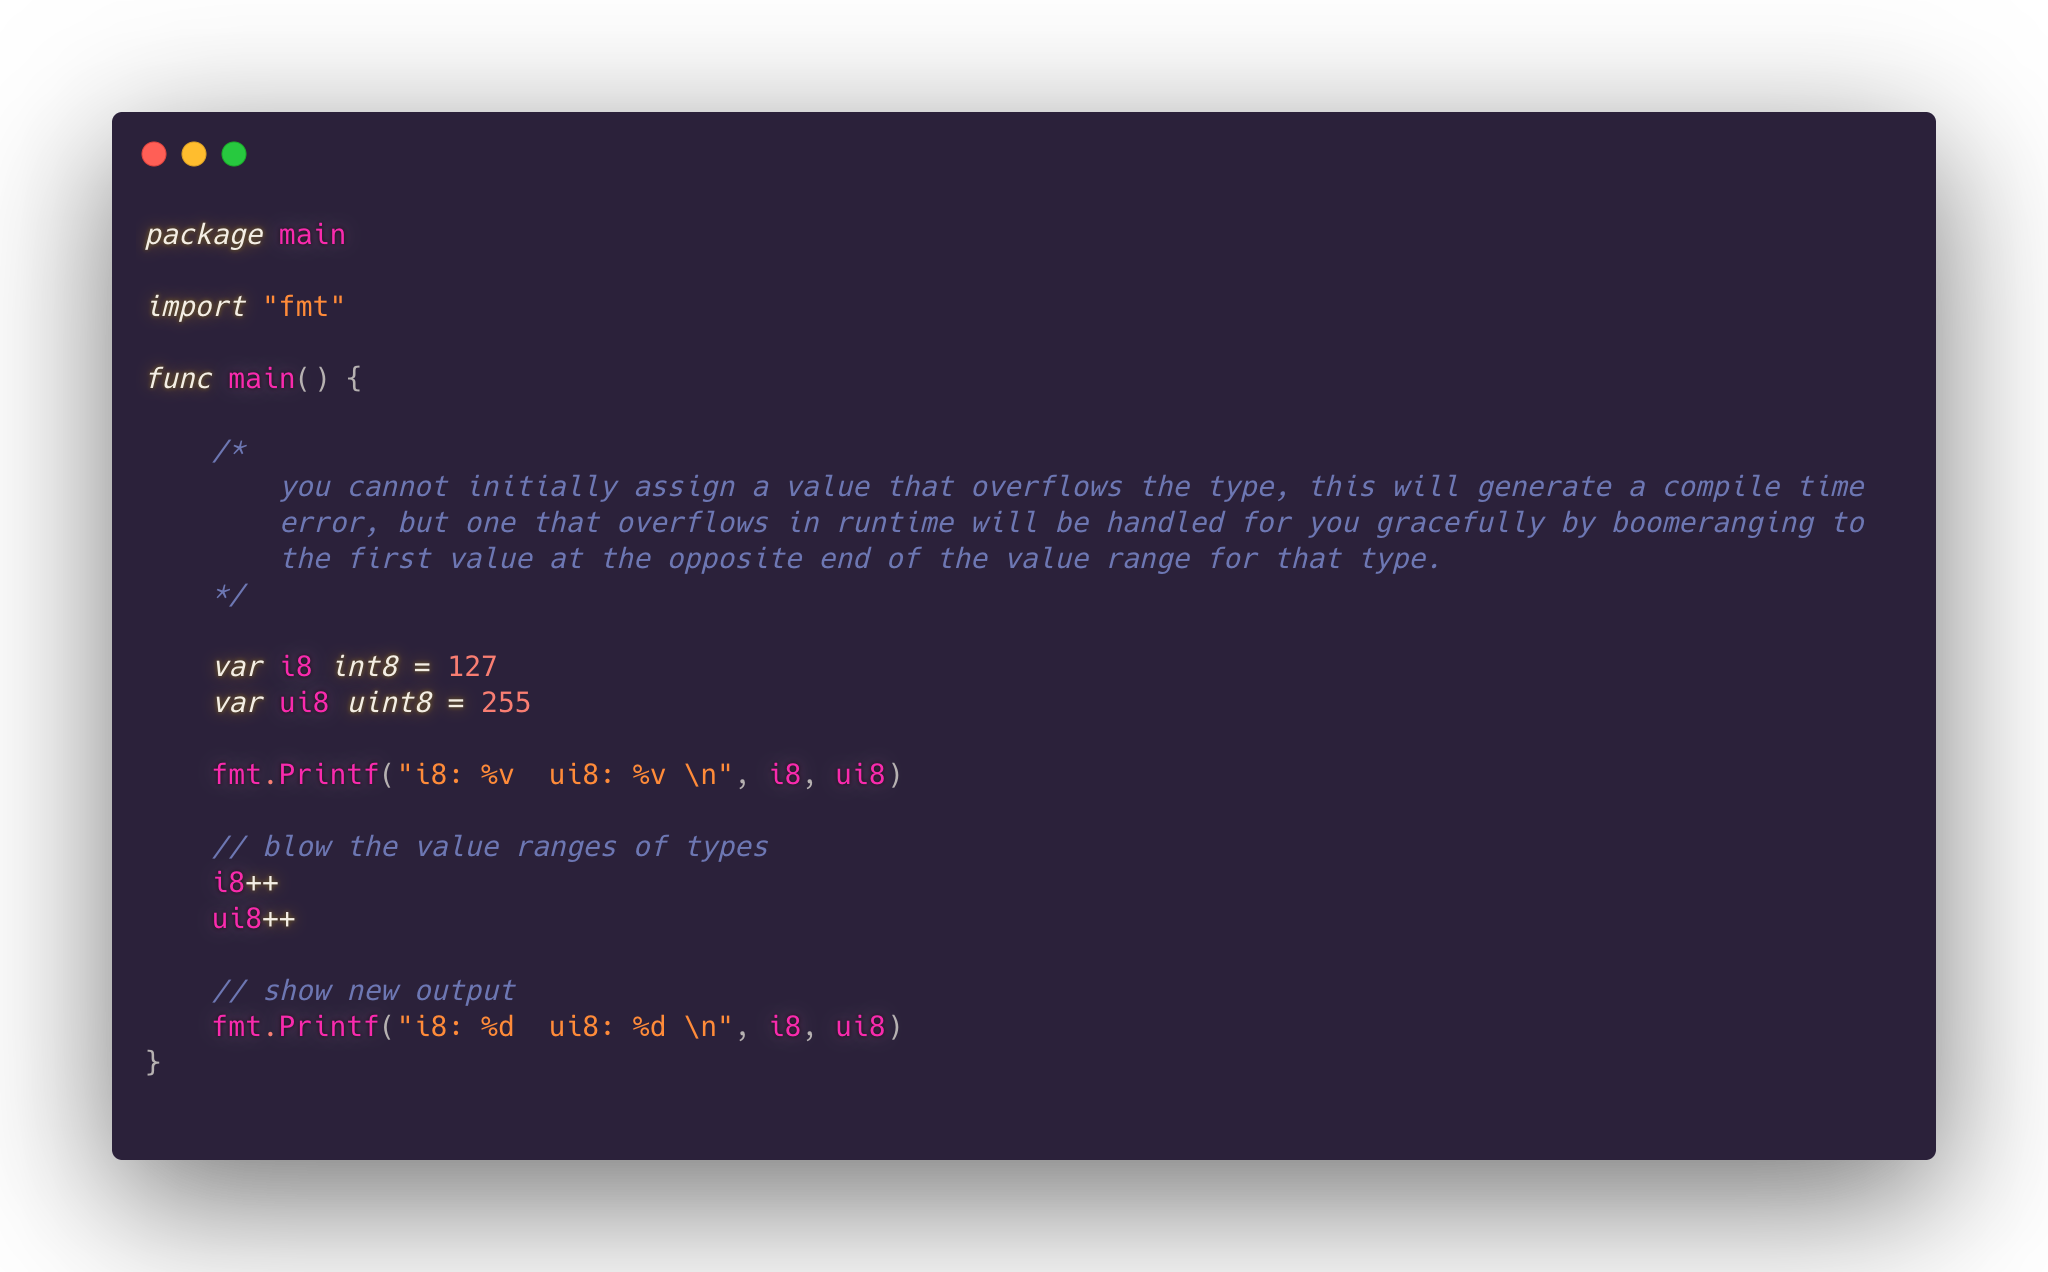 package main

import "fmt"

func main() {

    /*
        you cannot initially assign a value that overflows the type, this will generate a compile time
        error, but one that overflows in runtime will be handled for you gracefully by boomeranging to
        the first value at the opposite end of the value range for that type.
    */

    var i8 int8 = 127
    var ui8 uint8 = 255

    fmt.Printf("i8: %v  ui8: %v \n", i8, ui8)

    // blow the value ranges of types
    i8++
    ui8++

    // show new output
    fmt.Printf("i8: %d  ui8: %d \n", i8, ui8)
}